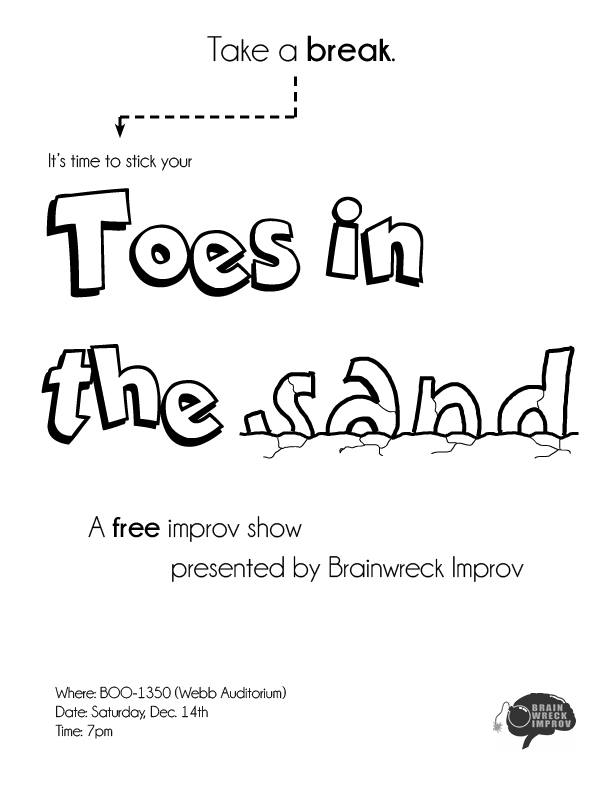 Take a break.
It's time to stick your
Toes in
the sand
A free improv show
presented by Brainwreck Improv
Where: BOO-1350 (Webb Auditorium)
Date: Saturday, Dec. 14th
Time: 7pm
BRAIN
WRECK
IMPROV